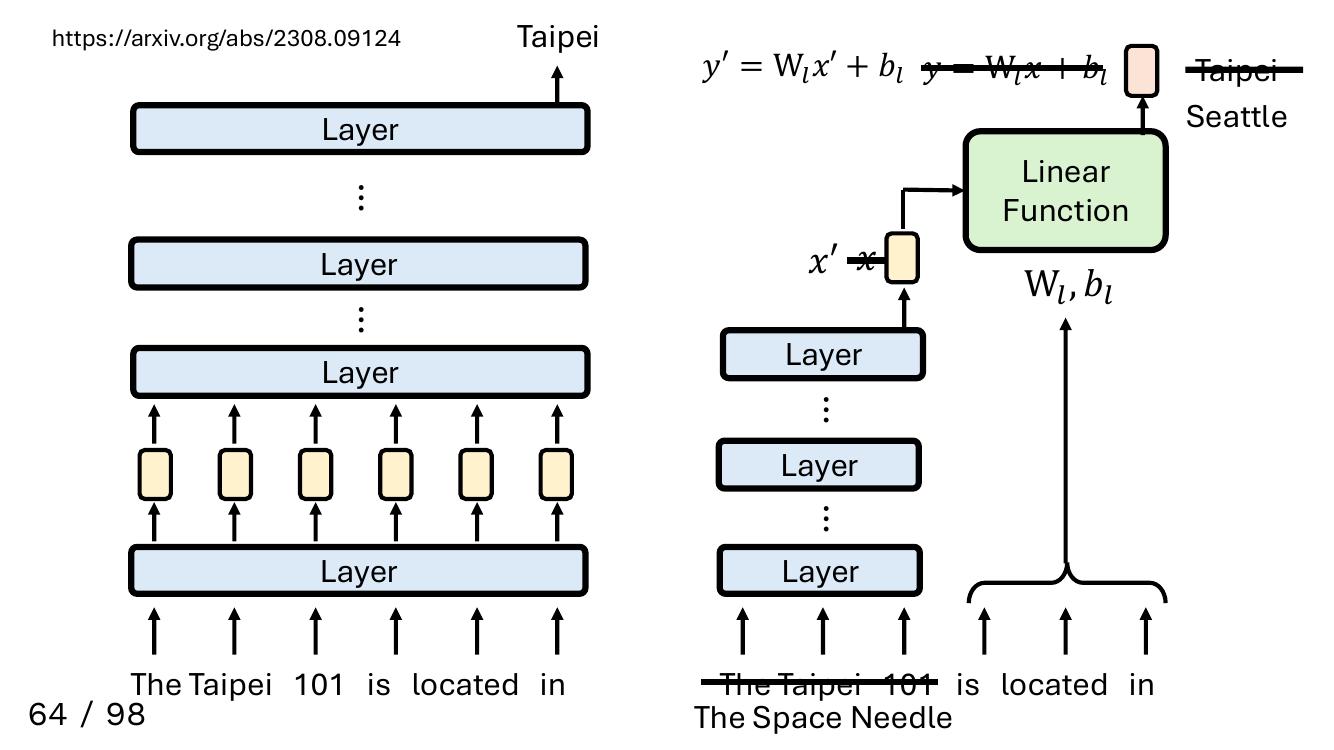 https://arxiv.org/abs/2308.09124
Taipei
Layer
⋮
Layer
⋮
Layer
Layer
The Taipei 101 is located in
64 / 98
y′ = W_l x′ + b_l y = W_l x + b_l
Taipei
Seattle
Linear
Function
x′ x
W_l, b_l
Layer
⋮
Layer
⋮
Layer
The Taipei 101 is located in
The Space Needle